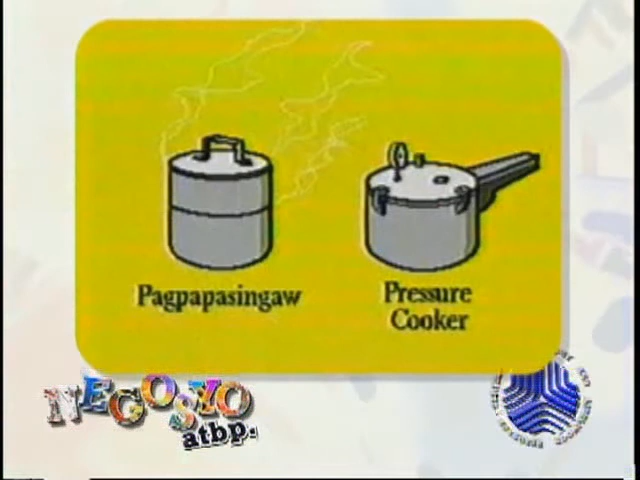 Pagpapasingaw
Pressure
Cooker
NEGOSYO
atbp.